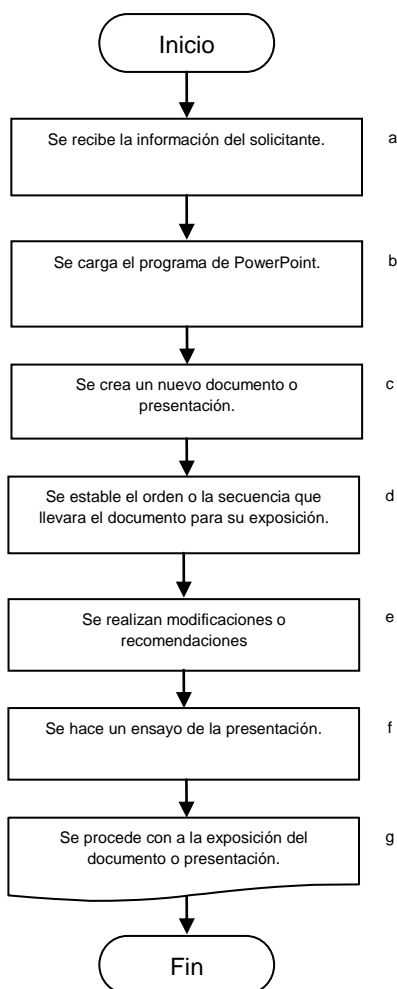 Inicio
Se recibe la información del solicitante. a
Se carga el programa de PowerPoint. b
Se crea un nuevo documento o c
presentación.
Se estable el orden o la secuencia que d
llevara el documento para su exposición.
Se realizan modificaciones o e
recomendaciones
Se hace un ensayo de la presentación. f
Se procede con a la exposición del g
documento o presentación.
Fin